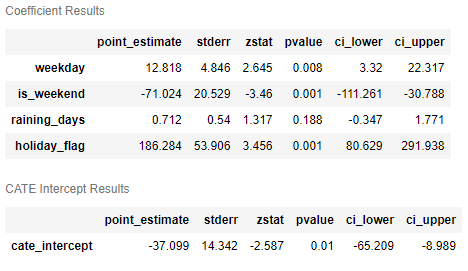 Coefficient Results
point_estimate stderr zstat pvalue ci_lower ci_upper
weekday 12.818 4.846 2.645 0.008 3.32 22.317
is_weekend -71.024 20.529 -3.46 0.001 -111.261 -30.788
raining_days 0.712 0.54 1.317 0.188 -0.347 1.771
holiday_flag 186.284 53.906 3.456 0.001 80.629 291.938
CATE Intercept Results
point_estimate stderr zstat pvalue ci_lower ci_upper
cate_intercept -37.099 14.342 -2.587 0.01 -65.209 -8.989